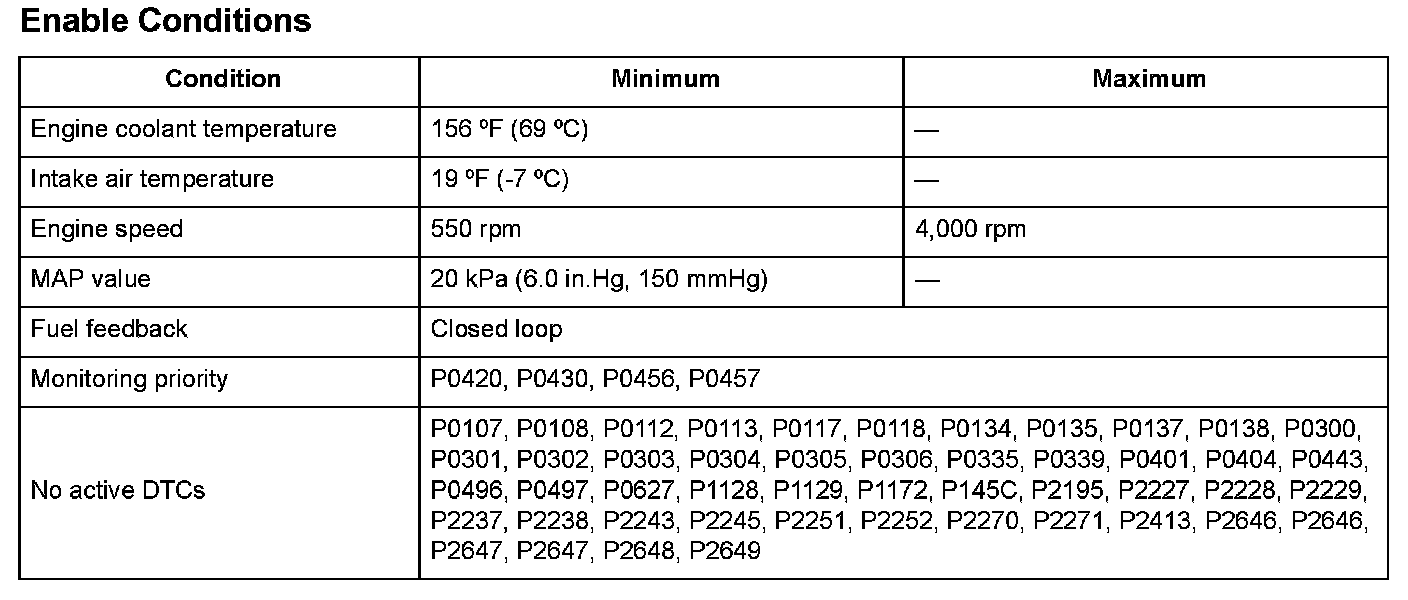 Enable Conditions
Condition Minimum Maximum
Engine coolant temperature 156 ºF (69 ºC) —
Intake air temperature 19 ºF (-7 ºC) —
Engine speed 550 rpm 4,000 rpm
MAP value 20 kPa (6.0 in.Hg, 150 mmHg) —
Fuel feedback Closed loop
Monitoring priority P0420, P0430, P0456, P0457
No active DTCs
P0107, P0108, P0112, P0113, P0117, P0118, P0134, P0135, P0137, P0138, P0300,
P0301, P0302, P0303, P0304, P0305, P0306, P0335, P0339, P0401, P0404, P0443,
P0496, P0497, P0627, P1128, P1129, P1172, P145C, P2195, P2227, P2228, P2229,
P2237, P2238, P2243, P2245, P2251, P2252, P2270, P2271, P2413, P2646, P2646,
P2647, P2647, P2648, P2649